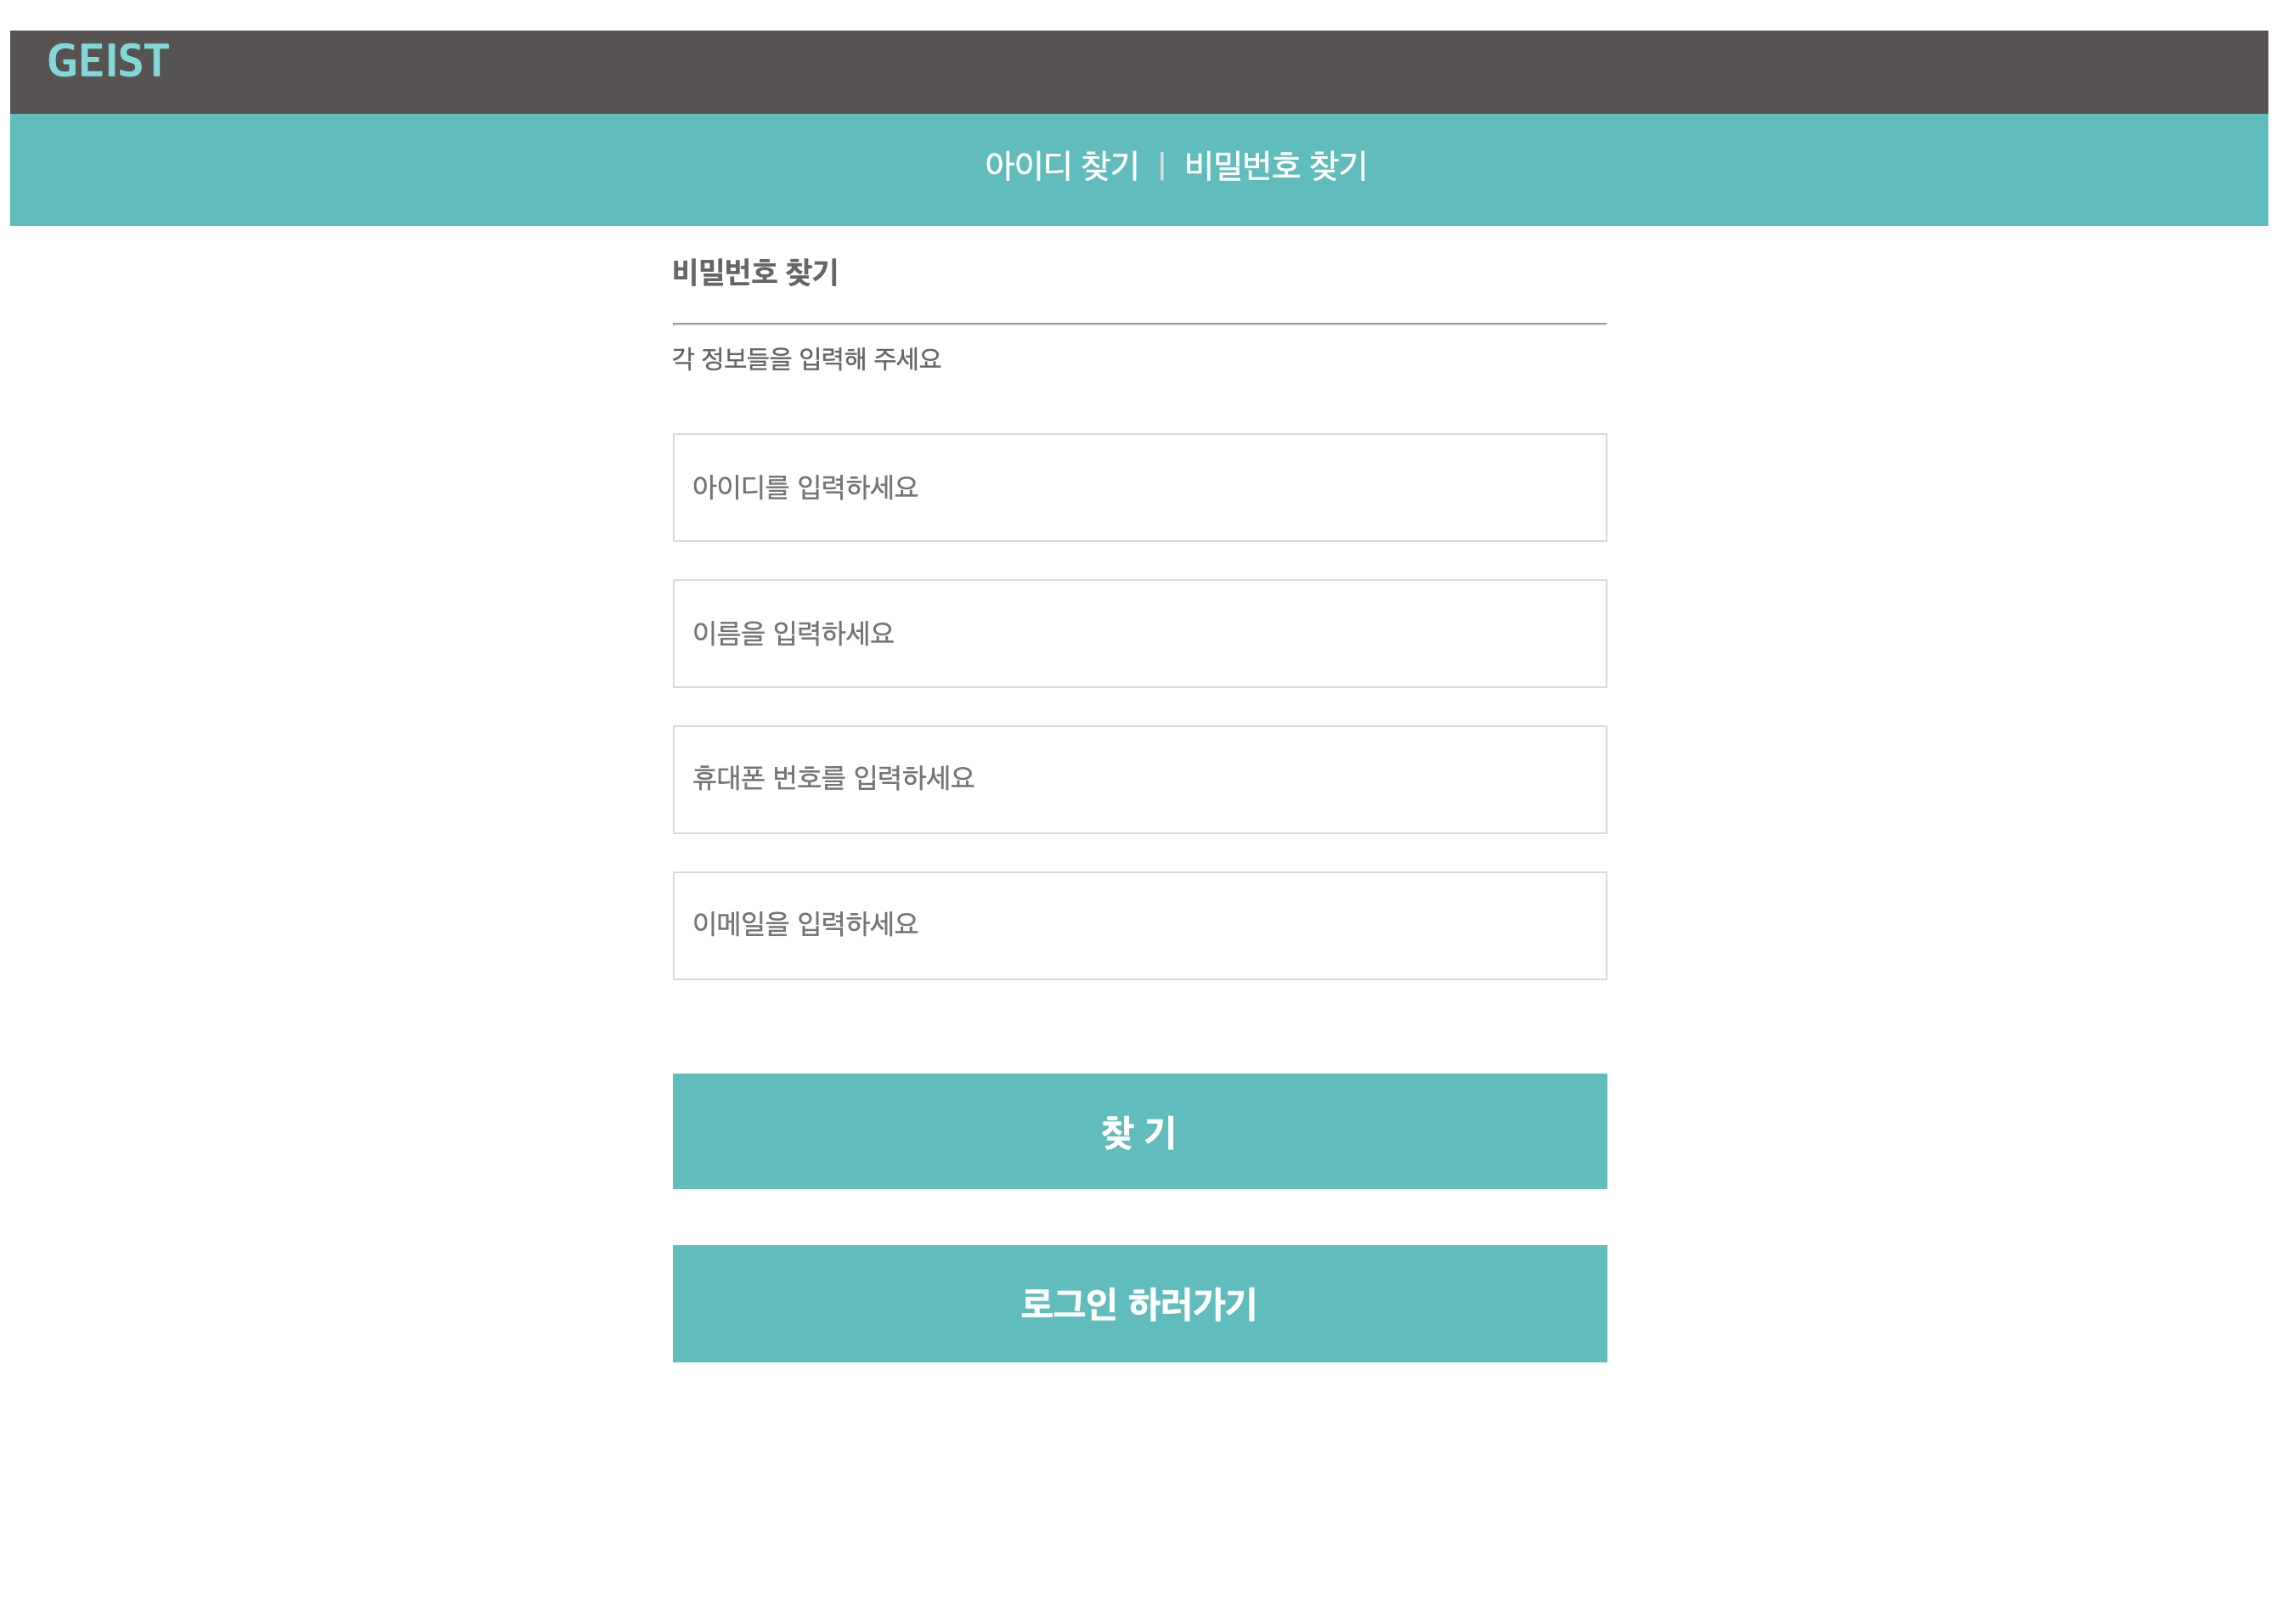 GEIST
아이디 찾기 | 비밀번호 찾기
비밀번호 찾기
각 정보들을 입력해 주세요
아이디를 입력하세요
이름을 입력하세요
휴대폰 번호를 입력하세요
이메일을 입력하세요
찾 기
로그인 하러가기